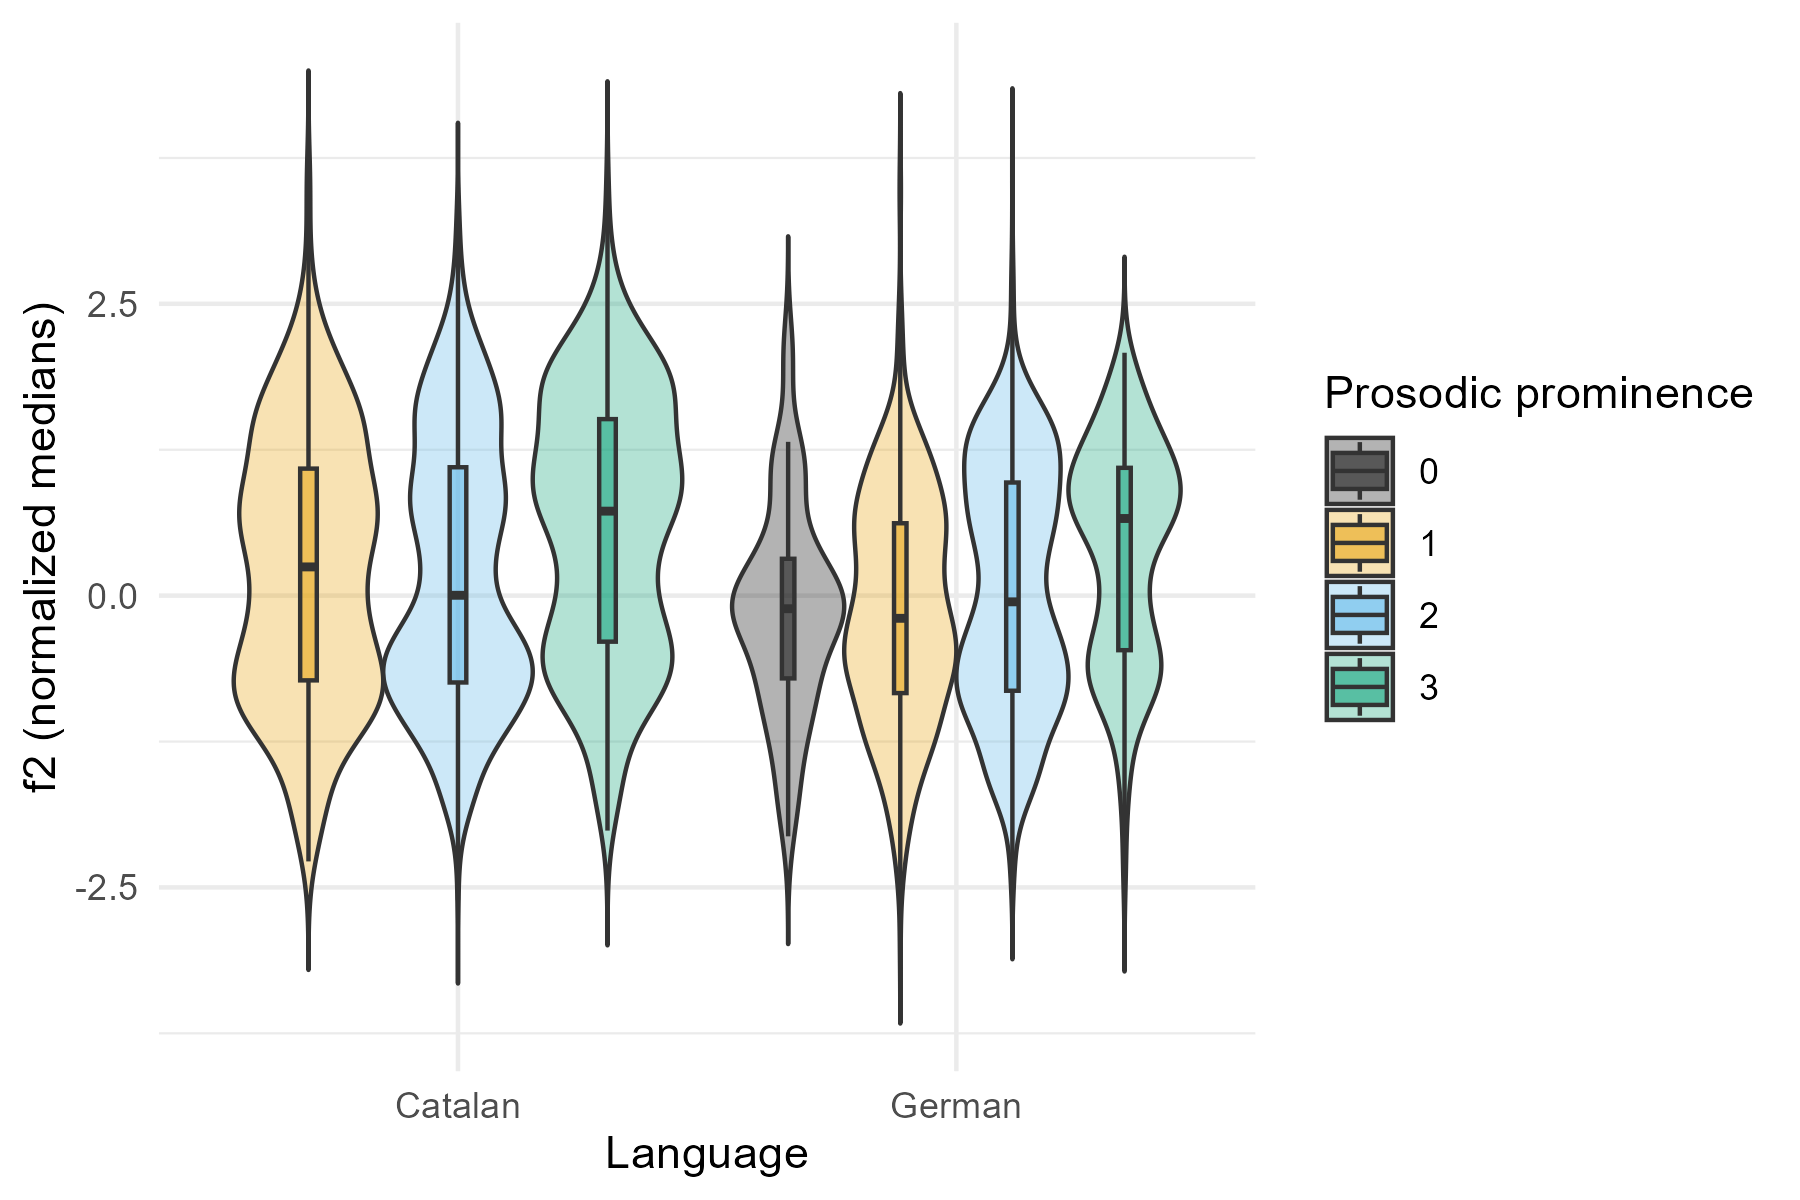 f2 (normalized medians)
2.5
0.0
-2.5
Catalan
German
Language
Prosodic prominence
0
1
2
3